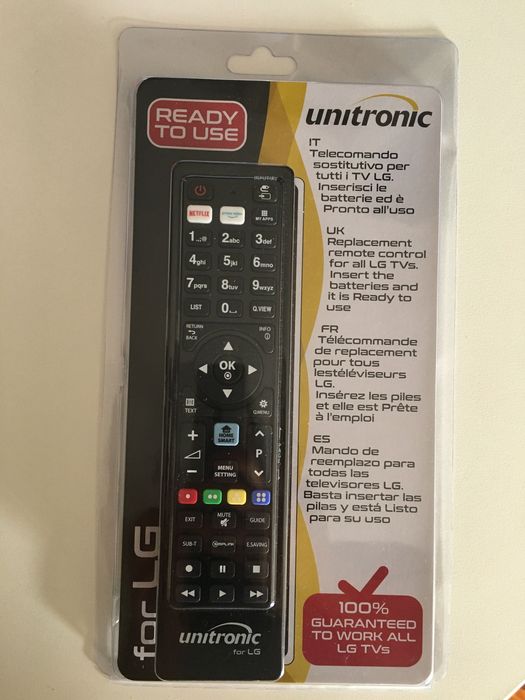 READY
TO USE
unitronic
IT
Telecomando
sostitutivo per
tutti i TV LG.
Inserisci le
batterie ed è
Pronto all'uso
UK
Replacement
remote control
for all LG TVs.
Insert the
batteries and
it is Ready to
use
FR
Télécommande
de replacement
pour tous
lestéléviseurs
LG.
Insérez les piles
et elle est Prête
à l'emploi
ES
Mando de
reemplazo para
todas las
televisores LG.
Basta insertar las
pilas y está Listo
para su uso
100%
GUARANTEED
TO WORK ALL
LG TVs
for LG
NETFLIX
prime video
MY APPS
1.,;@ 2abc 3def
4ghi 5jkl 6mno
7pqrs 8tuv 9wxyz
LIST 0 Q.VIEW
RETURN
BACK
INFO
OK
TEXT
Q.MENU
+ HOME
SMART
P
− MENU
SETTING
EXIT MUTE GUIDE
SUB-T SIMPLINK E.SAVING
unitronic
for LG